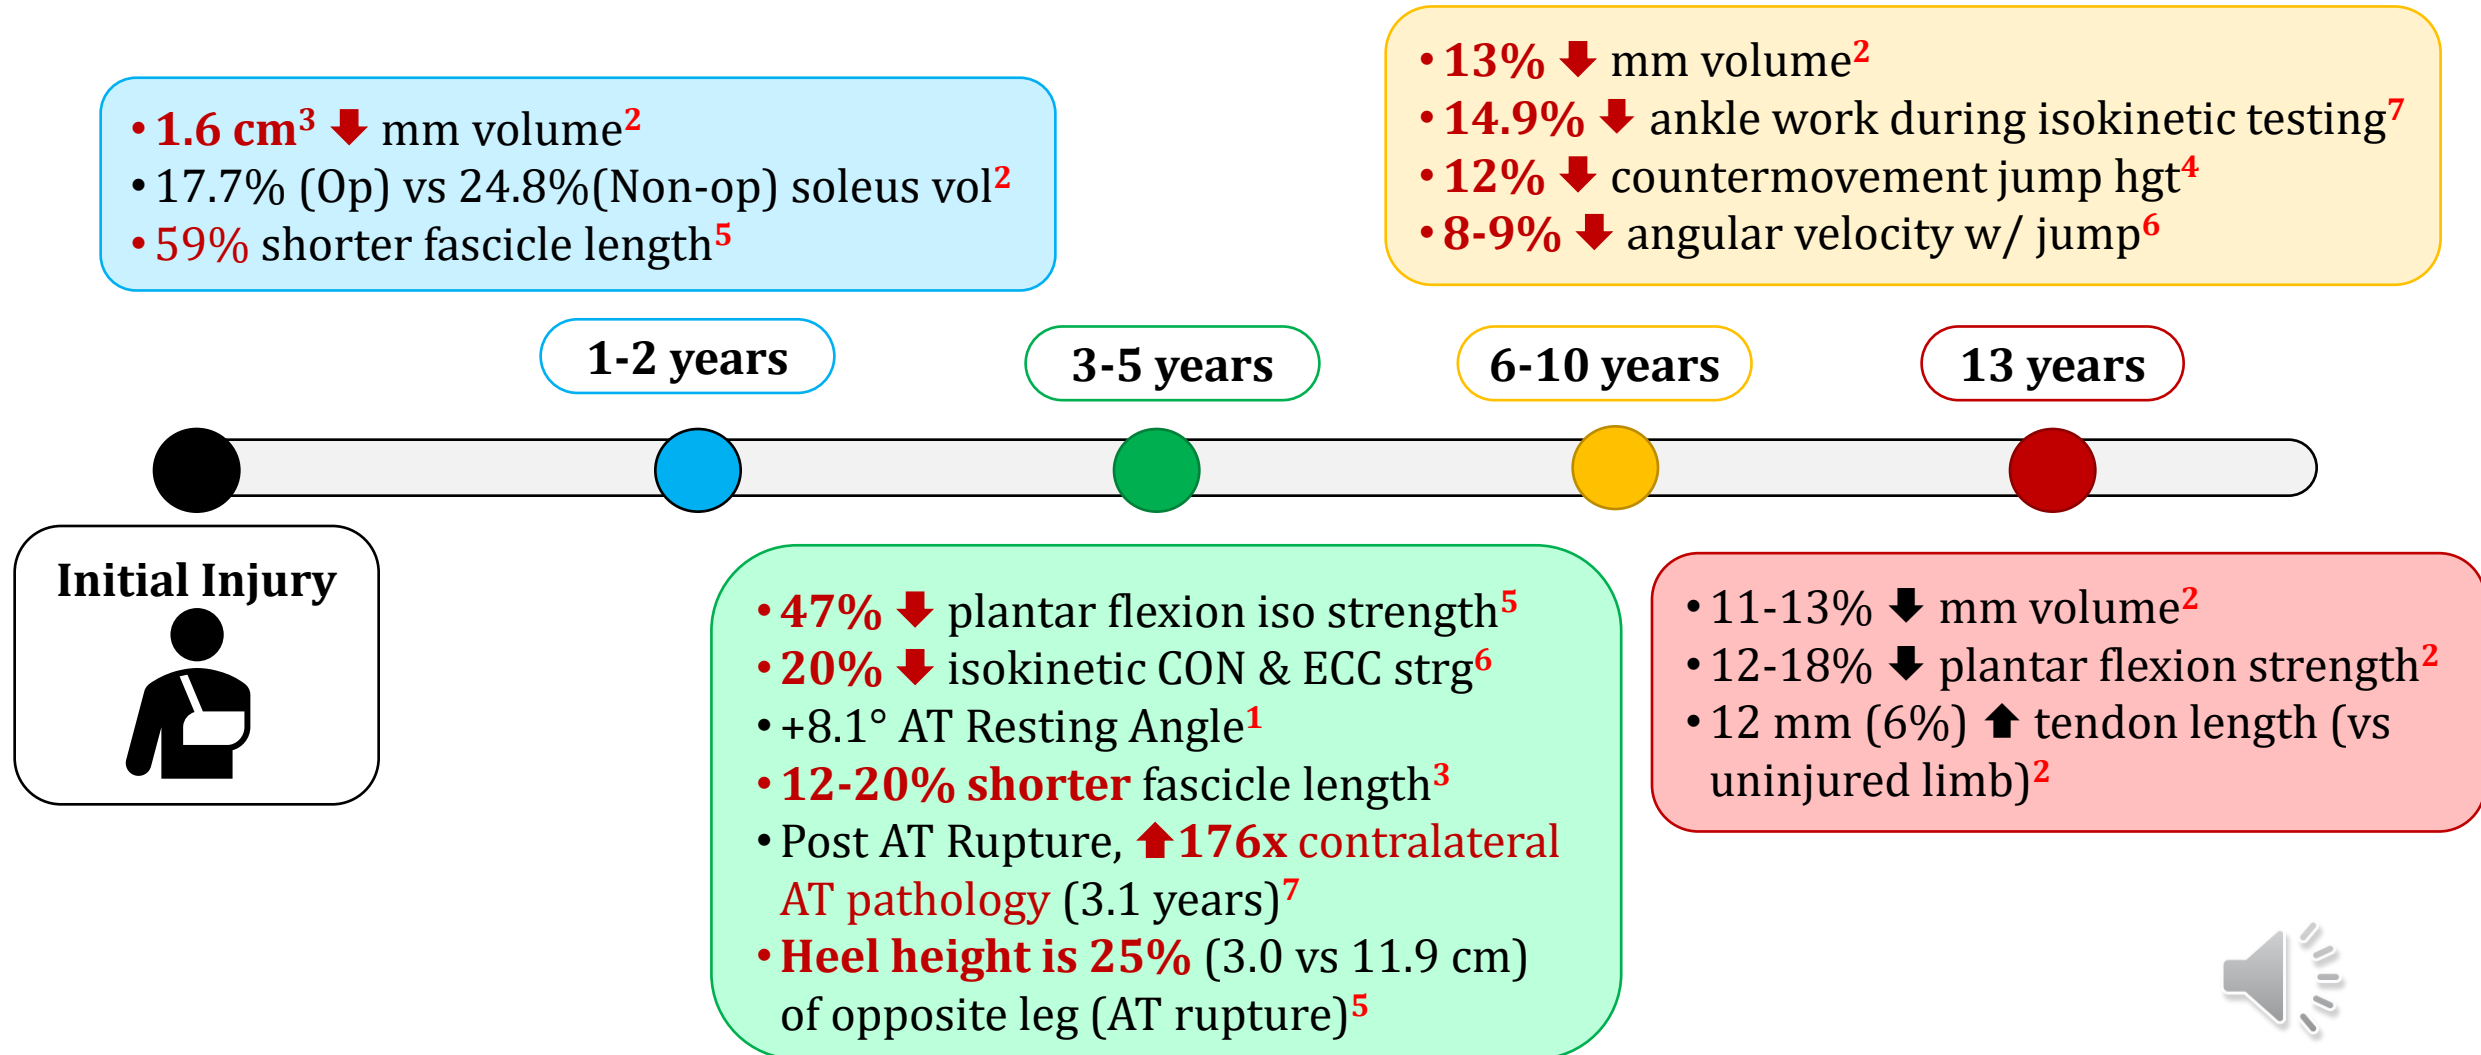 • 1.6 cm³ ⬇ mm volume²
• 17.7% (Op) vs 24.8%(Non-op) soleus vol²
• 59% shorter fascicle length⁵
• 13% ⬇ mm volume²
• 14.9% ⬇ ankle work during isokinetic testing⁷
• 12% ⬇ countermovement jump hgt⁴
• 8-9% ⬇ angular velocity w/ jump⁶
1-2 years
3-5 years
6-10 years
13 years
Initial Injury
• 47% ⬇ plantar flexion iso strength⁵
• 20% ⬇ isokinetic CON & ECC strg⁶
• +8.1° AT Resting Angle¹
• 12-20% shorter fascicle length³
• Post AT Rupture, ⬆176x contralateral
AT pathology (3.1 years)⁷
• Heel height is 25% (3.0 vs 11.9 cm)
of opposite leg (AT rupture)⁵
• 11-13% ⬇ mm volume²
• 12-18% ⬇ plantar flexion strength²
• 12 mm (6%) ⬆ tendon length (vs
uninjured limb)²